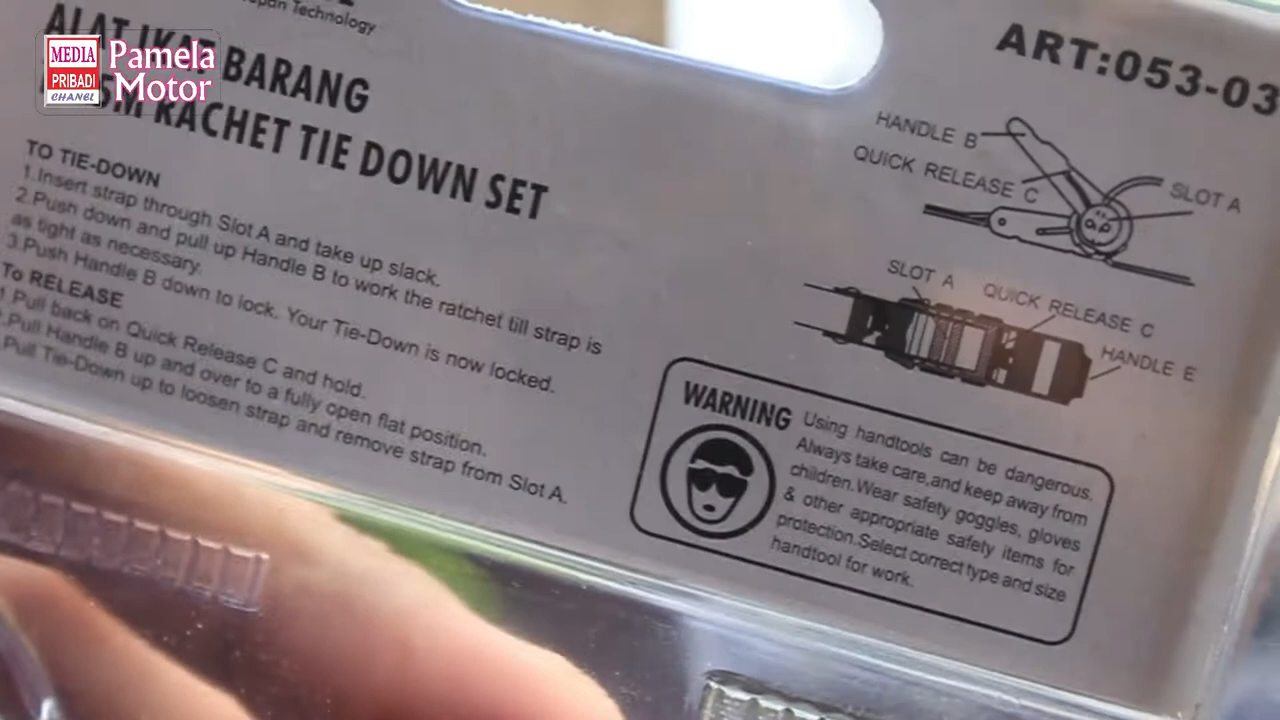 Japan Technology
ALAT IKAT BARANG
RACHET TIE DOWN SET
TO TIE-DOWN
1.Insert strap through Slot A and take up slack.
2.Push down and pull up Handle B to work the ratchet till strap is
as tight as necessary.
3.Push Handle B down to lock. Your Tie-Down is now locked.
To RELEASE
1.Pull back on Quick Release C and hold.
.Pull Handle B up and over to a fully open flat position.
.Pull Tie-Down up to loosen strap and remove strap from Slot A.
ART:053-03
HANDLE B
QUICK RELEASE C
SLOT A
SLOT A
QUICK RELEASE C
HANDLE E
WARNING
Using handtools can be dangerous.
Always take care,and keep away from
children.Wear safety goggles, gloves
& other appropriate safety items for
protection.Select correct type and size
handtool for work.
MEDIA
PRIBADI
CHANEL
Pamela
Motor